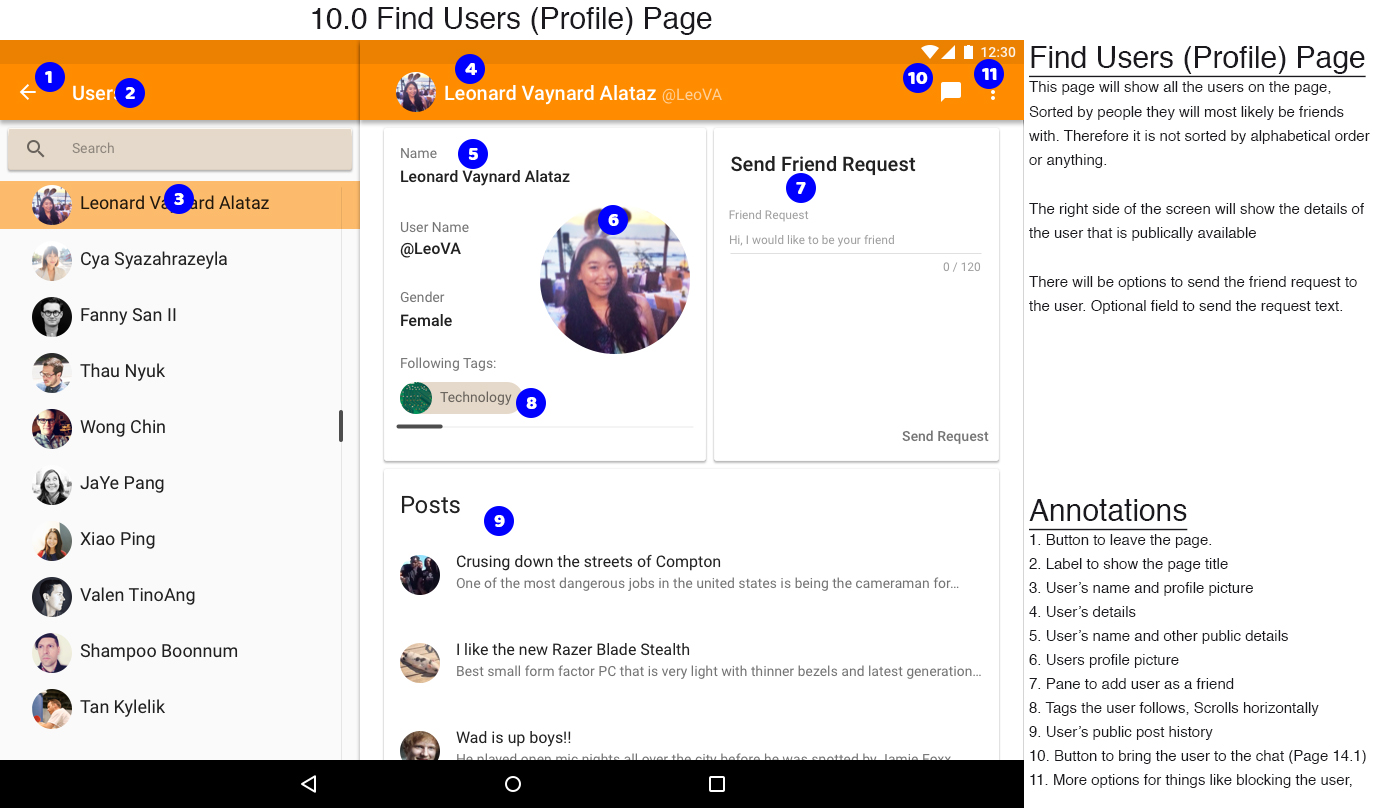 10.0 Find Users (Profile) Page
12:30
1
Users
2
4
Leonard Vaynard Alataz @LeoVA
10
11
Search
Leonard Vaynard Alataz
3
Cya Syazahrazeyla
Fanny San II
Thau Nyuk
Wong Chin
JaYe Pang
Xiao Ping
Valen TinoAng
Shampoo Boonnum
Tan Kylelik
Name
5
Leonard Vaynard Alataz
User Name
@LeoVA
6
Gender
Female
Following Tags:
Technology
8
Send Friend Request
7
Friend Request
Hi, I would like to be your friend
0 / 120
Send Request
Posts
9
Crusing down the streets of Compton
One of the most dangerous jobs in the united states is being the cameraman for...
I like the new Razer Blade Stealth
Best small form factor PC that is very light with thinner bezels and latest generation...
Wad is up boys!!
He played open mic nights all over the city before he was spotted by Jamie Foxx
Find Users (Profile) Page
This page will show all the users on the page,
Sorted by people they will most likely be friends
with. Therefore it is not sorted by alphabetical order
or anything.
The right side of the screen will show the details of
the user that is publically available
There will be options to send the friend request to
the user. Optional field to send the request text.
Annotations
1. Button to leave the page.
2. Label to show the page title
3. User's name and profile picture
4. User's details
5. User's name and other public details
6. Users profile picture
7. Pane to add user as a friend
8. Tags the user follows, Scrolls horizontally
9. User's public post history
10. Button to bring the user to the chat (Page 14.1)
11. More options for things like blocking the user,